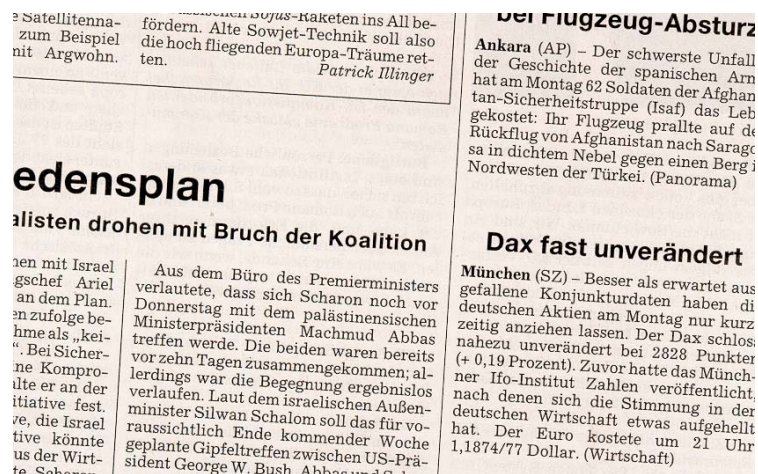 e Satellitenna-
zum Beispiel
mit Argwohn.
-Raketen ins All be-
fördern. Alte Sowjet-Technik soll also
die hoch fliegenden Europa-Träume ret-
ten.
Patrick Illinger
edensplan
alisten drohen mit Bruch der Koalition
nen mit Israel
gschef Ariel
an dem Plan.
en zufolge be-
hme als „kei-
“. Bei Sicher-
ne Kompro-
lte er an der
itiative fest.
ve, die Israel
tive könnte
us der Wirt-
Aus dem Büro des Premierministers
verlautete, dass sich Scharon noch vor
Donnerstag mit dem palästinensischen
Ministerpräsidenten Machmud Abbas
treffen werde. Die beiden waren bereits
vor zehn Tagen zusammengekommen; al-
lerdings war die Begegnung ergebnislos
verlaufen. Laut dem israelischen Außen-
minister Silwan Schalom soll das für vo-
raussichtlich Ende kommender Woche
geplante Gipfeltreffen zwischen US-Prä-
sident George W. Bush, Abbas und
bei Flugzeug-Absturz
Ankara (AP) – Der schwerste Unfall
der Geschichte der spanischen Arm
hat am Montag 62 Soldaten der Afghan
tan-Sicherheitstruppe (Isaf) das Leb
gekostet: Ihr Flugzeug prallte auf de
Rückflug von Afghanistan nach Sarago
sa in dichtem Nebel gegen einen Berg i
Nordwesten der Türkei. (Panorama)
Dax fast unverändert
München (SZ) – Besser als erwartet aus
gefallene Konjunkturdaten haben di
deutschen Aktien am Montag nur kurz
zeitig anziehen lassen. Der Dax schloss
nahezu unverändert bei 2828 Punkten
(+ 0,19 Prozent). Zuvor hatte das Münch-
ner Ifo-Institut Zahlen veröffentlicht,
nach denen sich die Stimmung in der
deutschen Wirtschaft etwas aufgehellt
hat. Der Euro kostete um 21 Uhr
1,1874/77 Dollar. (Wirtschaft)